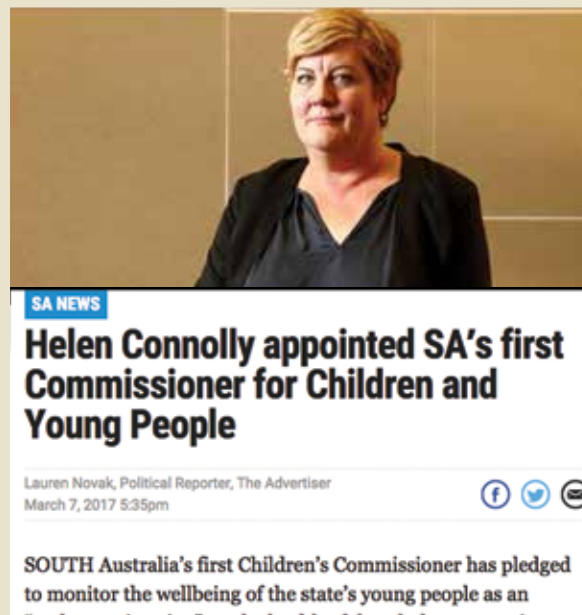 SA NEWS
Helen Connolly appointed SA's first
Commissioner for Children and
Young People
Lauren Novak, Political Reporter, The Advertiser
March 7, 2017 5:35pm
SOUTH Australia's first Children's Commissioner has pledged
to monitor the wellbeing of the state's young people as an